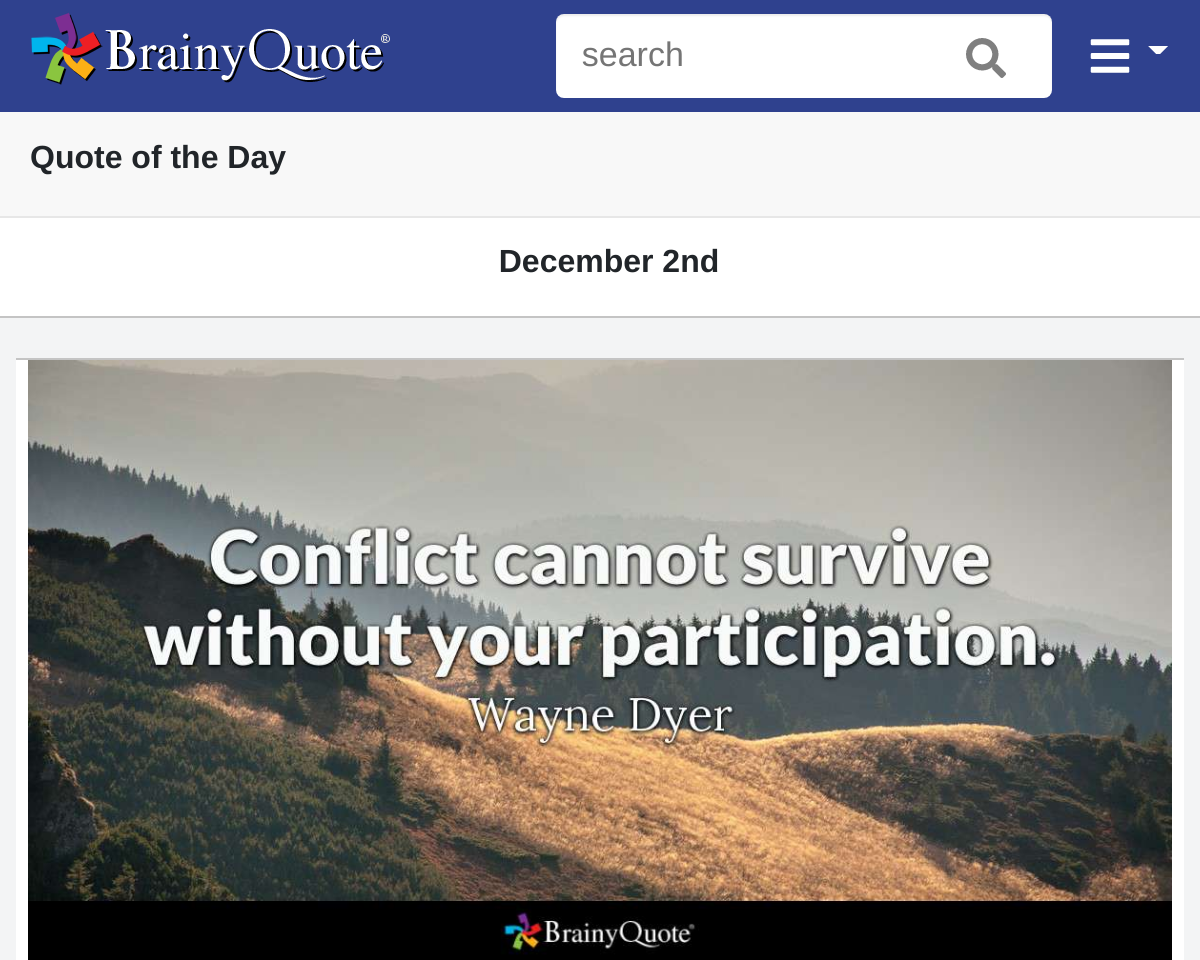 BrainyQuote®
search
Quote of the Day
December 2nd
Conflict cannot survive
without your participation.
Wayne Dyer
BrainyQuote®